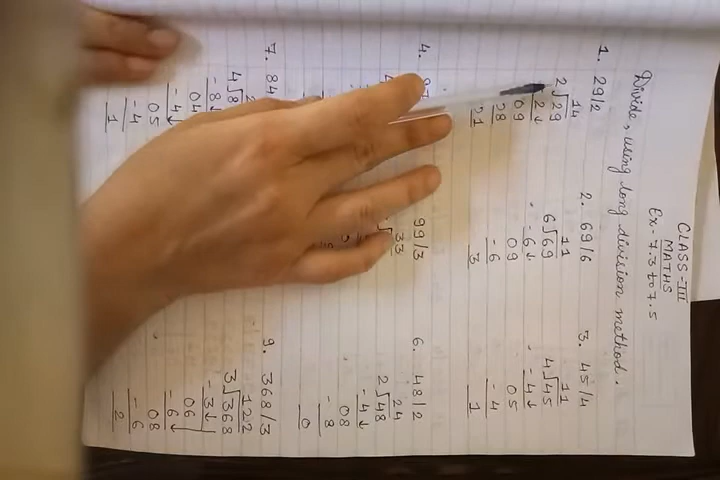 CLASS-III
MATHS
Ex-7.3 to 7.5
Divide, using long division method.
1. 29/2 2. 69/6 3. 45/4
14 11 11
2√29 6√69 4√45
2↓ -6↓ -4↓
09 09 05
08 -6 -4
01 3 1
4. 99/3 6. 48/2
33 24
2√48
-4↓
08
-8
0
7. 84 9. 368/3
2 122
4√8 3√368
-8↓ -3↓
04 06
-4↓ -6↓
05 08
-4 -6
1 2